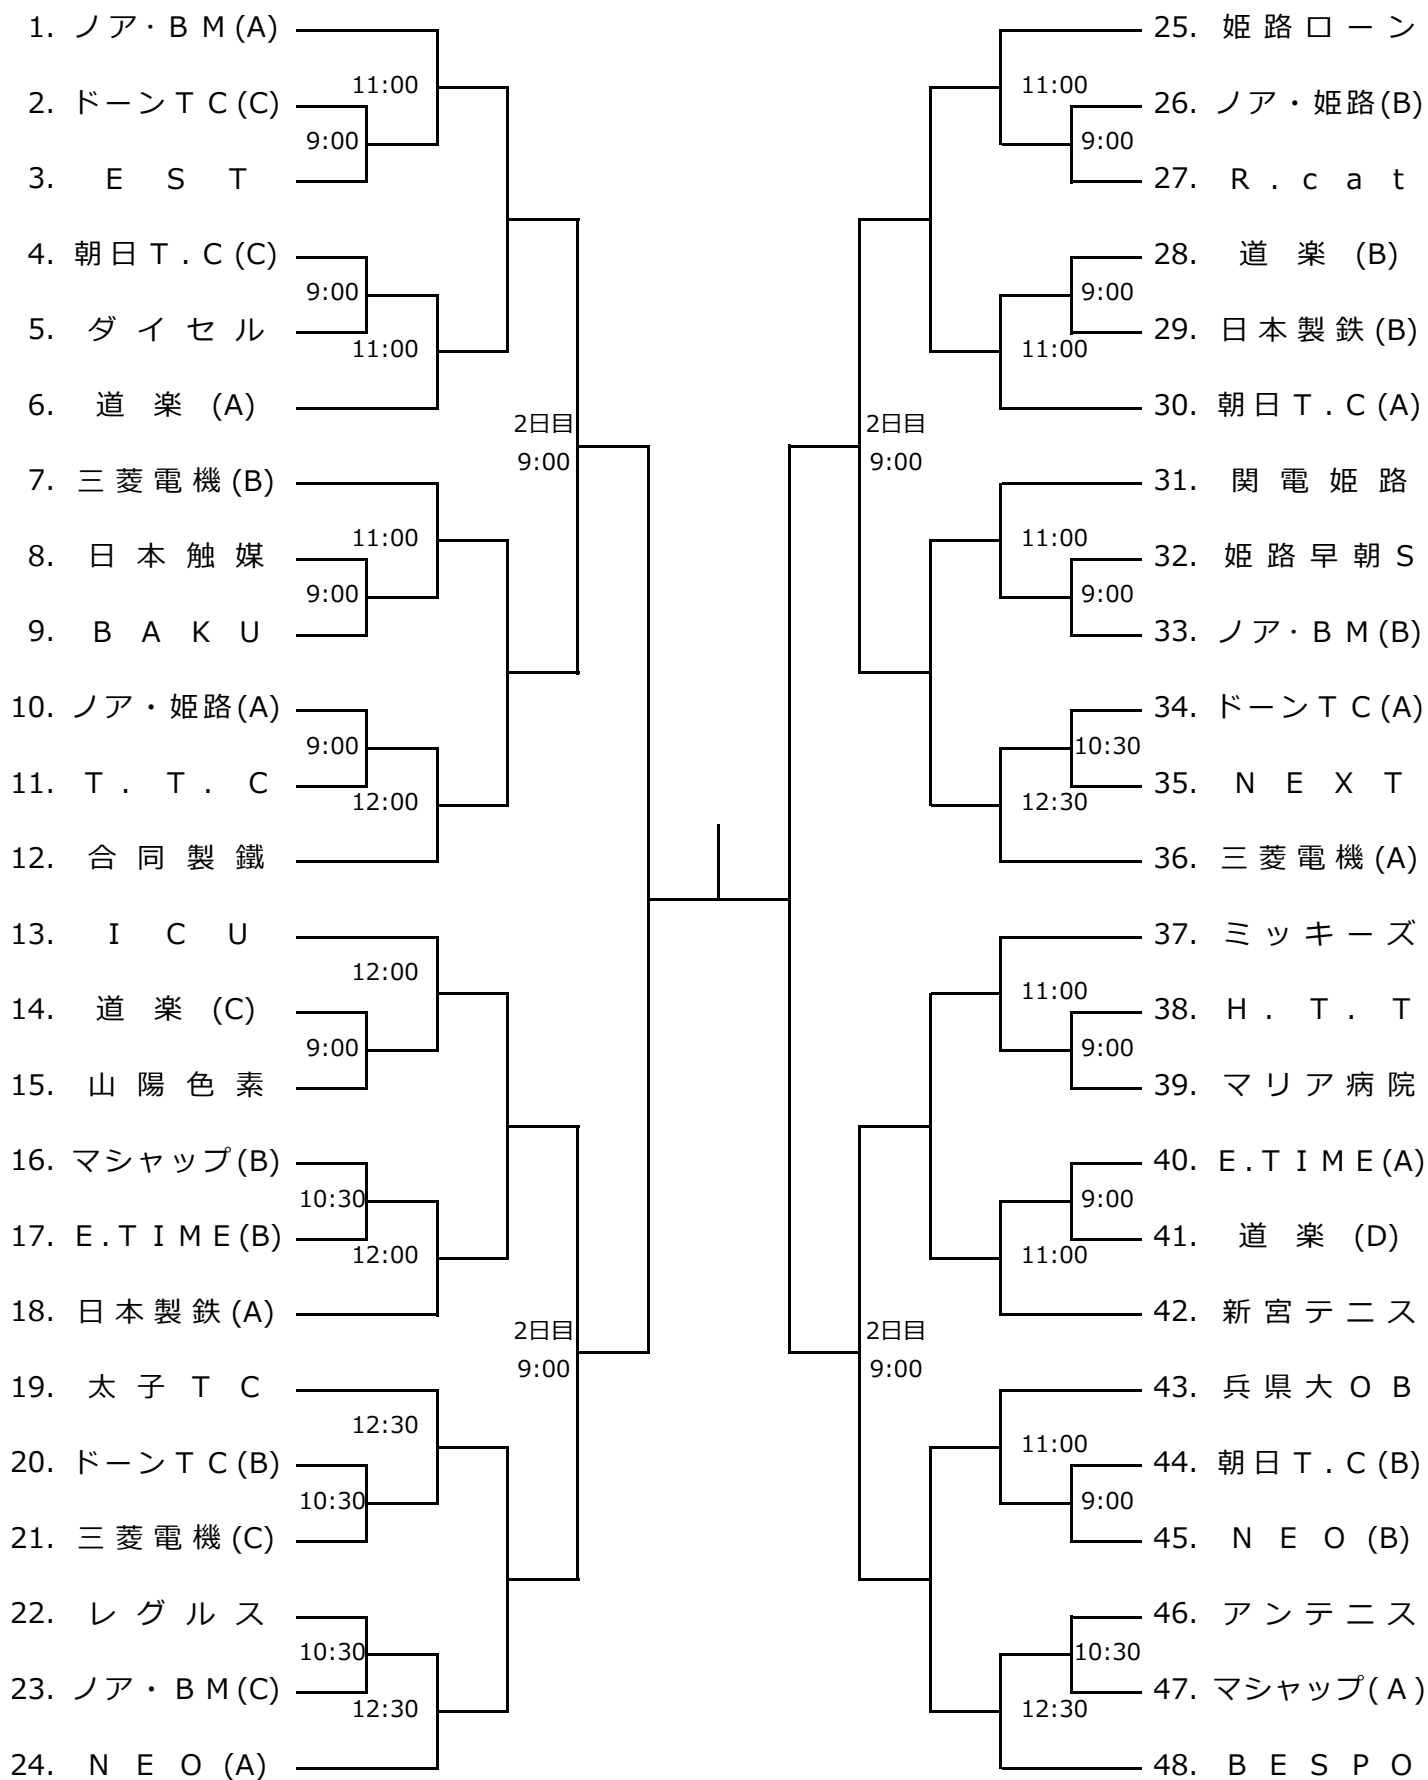 1. ノア・ＢＭ(A)
11:00
2. ドーンＴＣ(C)
9:00
3. ＥＳＴ
4. 朝日Ｔ.Ｃ(C)
9:00
5. ダイセル
11:00
6. 道楽(A)
2日目
9:00
7. 三菱電機(B)
11:00
8. 日本触媒
9:00
9. ＢＡＫＵ
10. ノア・姫路(A)
9:00
11. Ｔ.Ｔ.Ｃ
12:00
12. 合同製鐵
13. ＩＣＵ
12:00
14. 道楽(C)
9:00
15. 山陽色素
16. マシャップ(B)
10:30
17. Ｅ.ＴＩＭＥ(B)
12:00
18. 日本製鉄(A)
2日目
9:00
19. 太子ＴＣ
12:30
20. ドーンＴＣ(B)
10:30
21. 三菱電機(C)
22. レグルス
10:30
23. ノア・ＢＭ(C)
12:30
24. ＮＥＯ(A)
25. 姫路ローン
11:00
26. ノア・姫路(B)
9:00
27. Ｒ.ｃａｔ
28. 道楽(B)
9:00
29. 日本製鉄(B)
11:00
30. 朝日Ｔ.Ｃ(A)
2日目
9:00
31. 関電姫路
11:00
32. 姫路早朝Ｓ
9:00
33. ノア・ＢＭ(B)
34. ドーンＴＣ(A)
10:30
35. ＮＥＸＴ
12:30
36. 三菱電機(A)
37. ミッキーズ
11:00
38. Ｈ.Ｔ.Ｔ
9:00
39. マリア病院
40. Ｅ.ＴＩＭＥ(A)
9:00
41. 道楽(D)
11:00
42. 新宮テニス
2日目
9:00
43. 兵県大ＯＢ
11:00
44. 朝日Ｔ.Ｃ(B)
9:00
45. ＮＥＯ(B)
46. アンテニス
10:30
47. マシャップ(Ａ)
12:30
48. ＢＥＳＰＯ